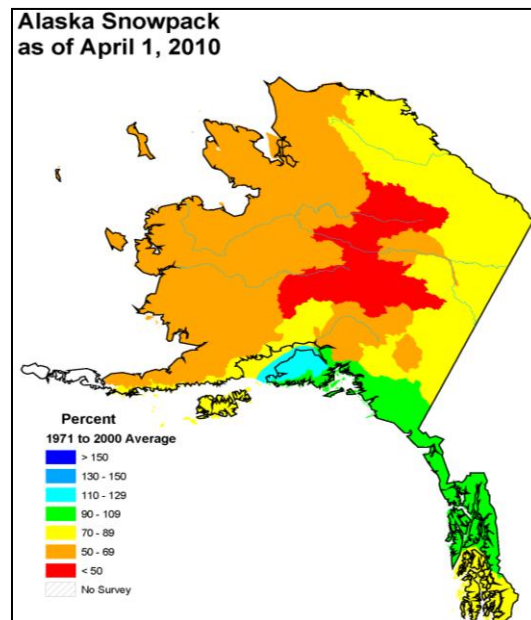 Alaska Snowpack
as of April 1, 2010
Percent
1971 to 2000 Average
> 150
130 - 150
110 - 129
90 - 109
70 - 89
50 - 69
< 50
No Survey